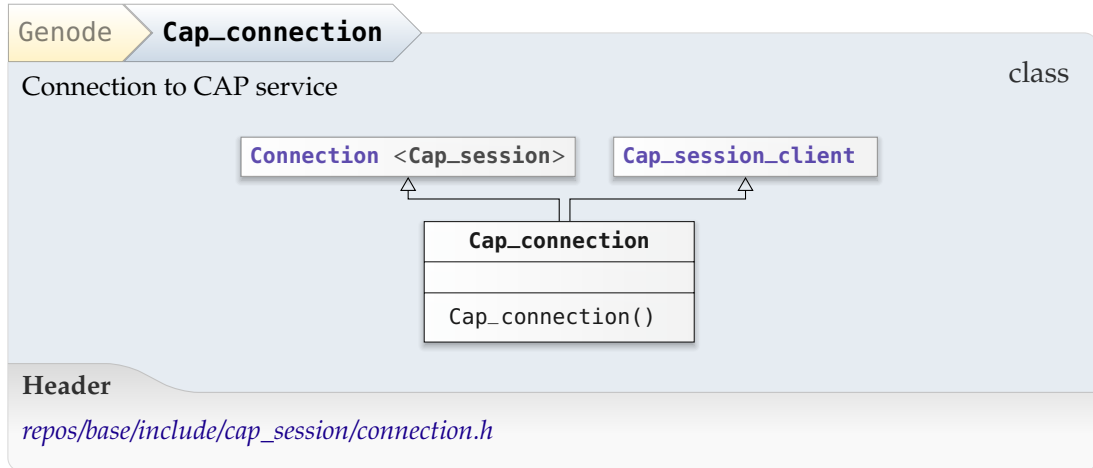 Genode Cap_connection
class
Connection to CAP service
Connection <Cap_session> Cap_session_client
Cap_connection
Cap_connection()
Header
repos/base/include/cap_session/connection.h